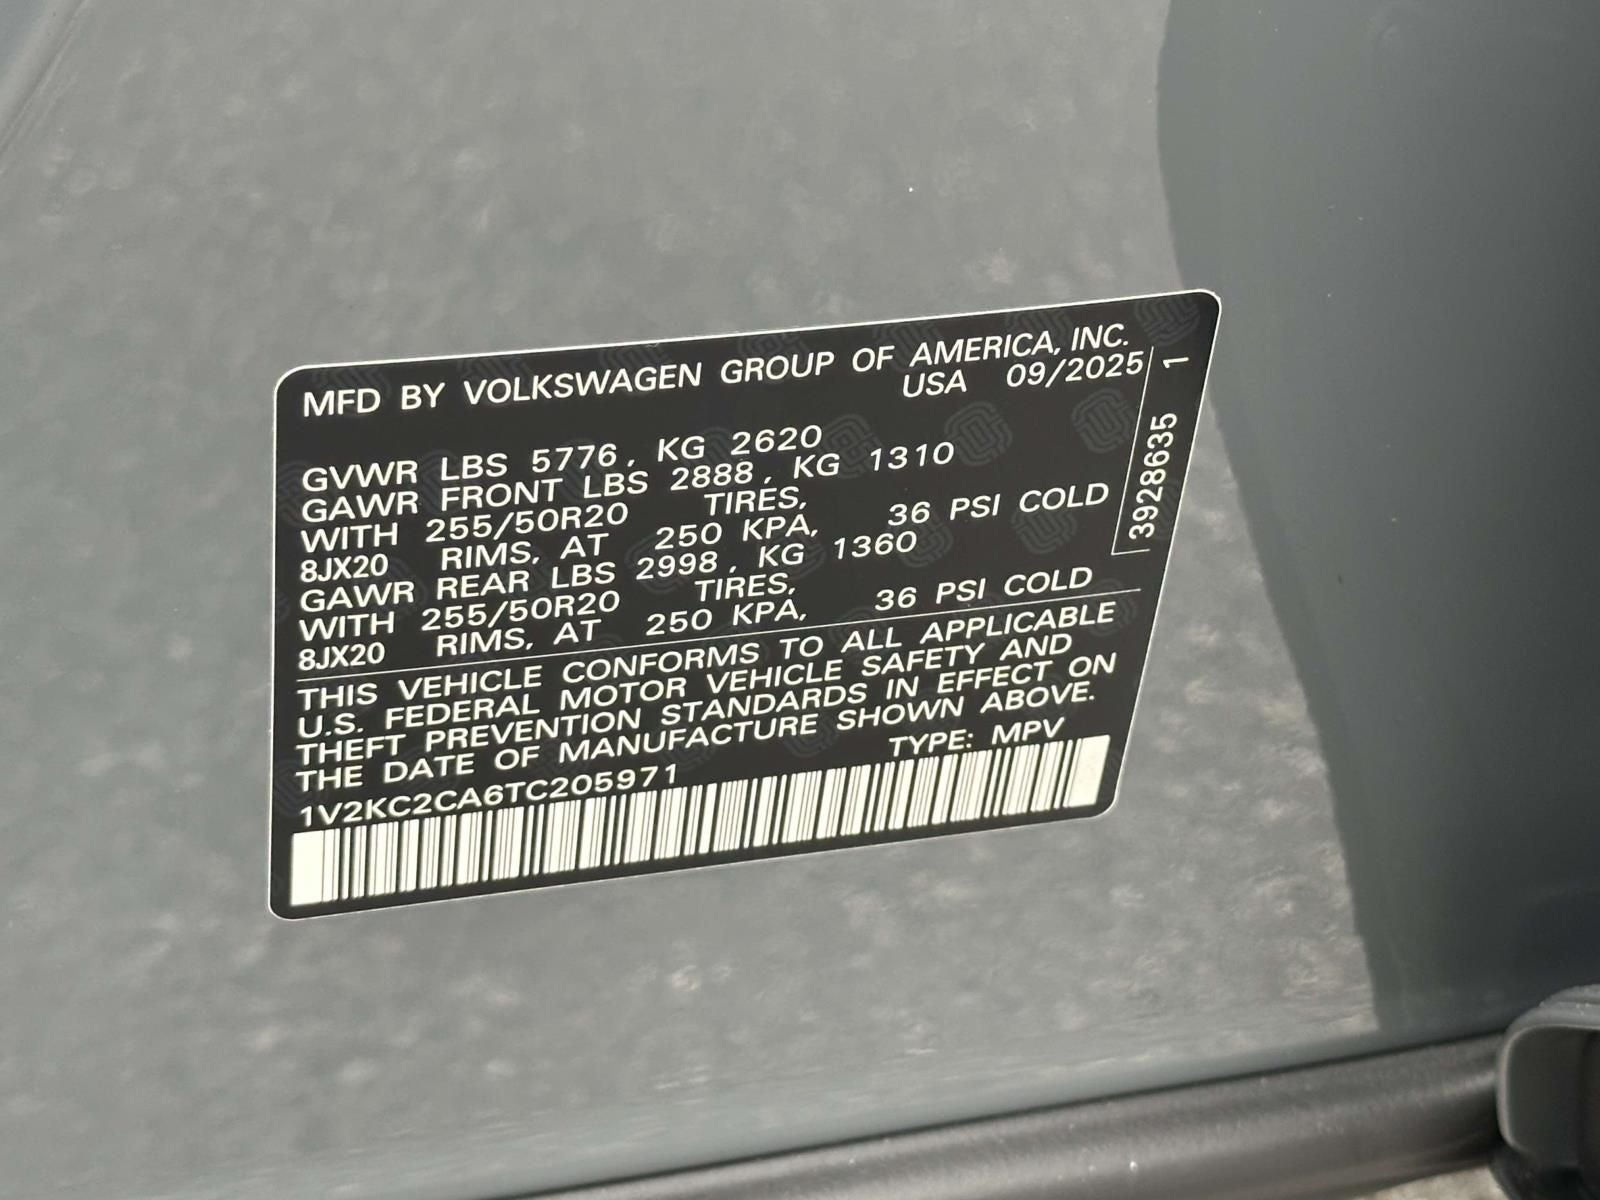 MFD BY VOLKSWAGEN GROUP OF AMERICA, INC.
USA 09/2025
GVWR LBS 5776, KG 2620
GAWR FRONT LBS 2888, KG 1310
WITH 255/50R20 TIRES,
8JX20 RIMS, AT 250 KPA, 36 PSI COLD
GAWR REAR LBS 2998, KG 1360
WITH 255/50R20 TIRES,
8JX20 RIMS, AT 250 KPA, 36 PSI COLD
THIS VEHICLE CONFORMS TO ALL APPLICABLE
U.S. FEDERAL MOTOR VEHICLE SAFETY AND
THEFT PREVENTION STANDARDS IN EFFECT ON
THE DATE OF MANUFACTURE SHOWN ABOVE.
1V2KC2CA6TC205971 TYPE: MPV
3928635 1